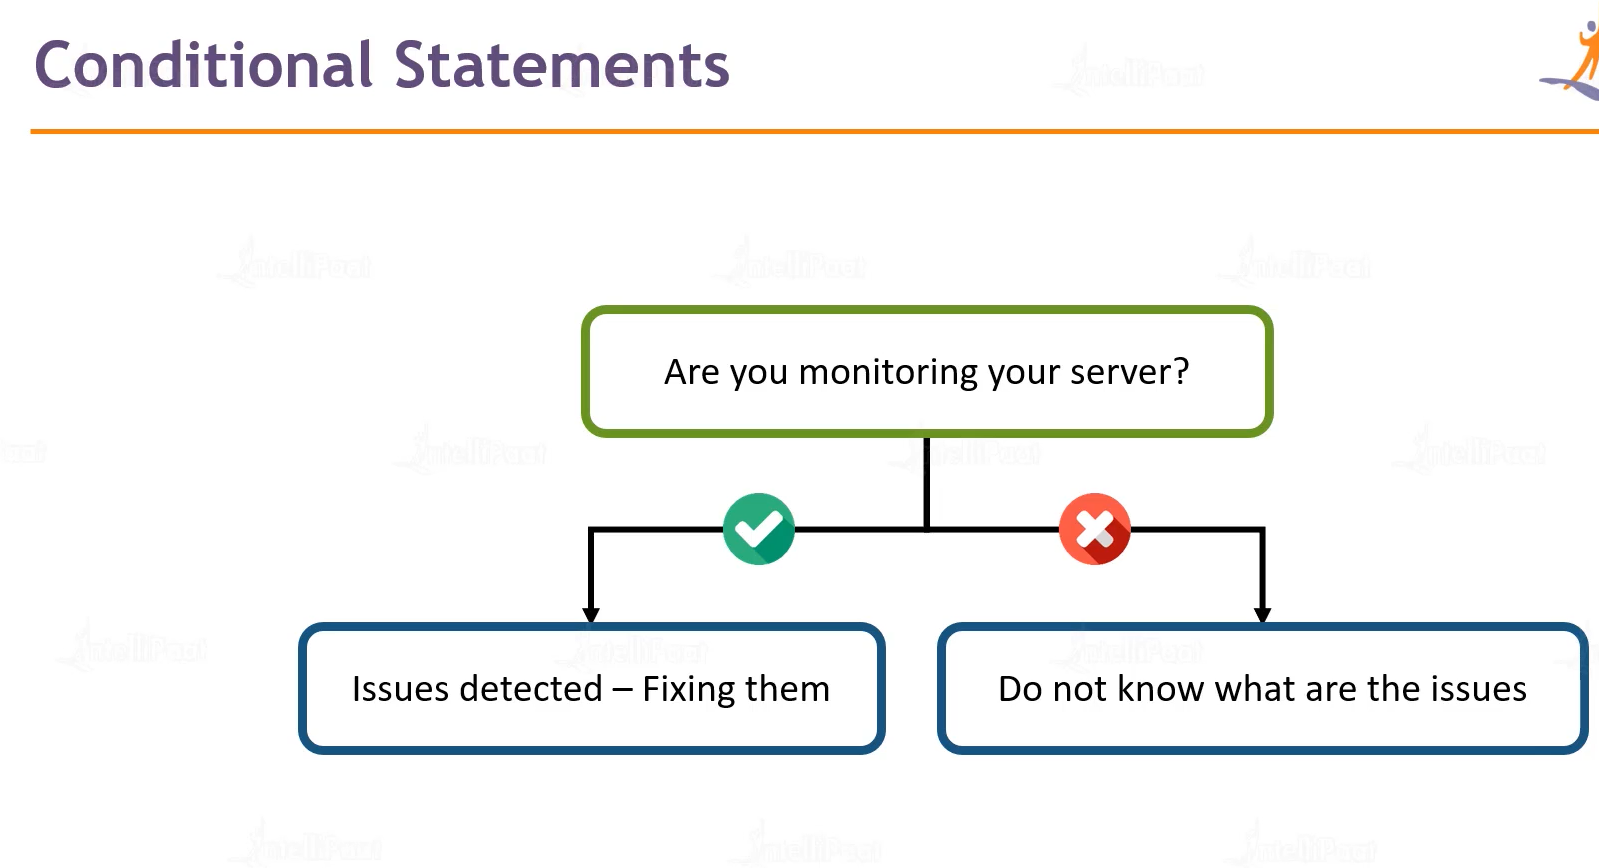 Conditional Statements
Are you monitoring your server?
Issues detected – Fixing them
Do not know what are the issues